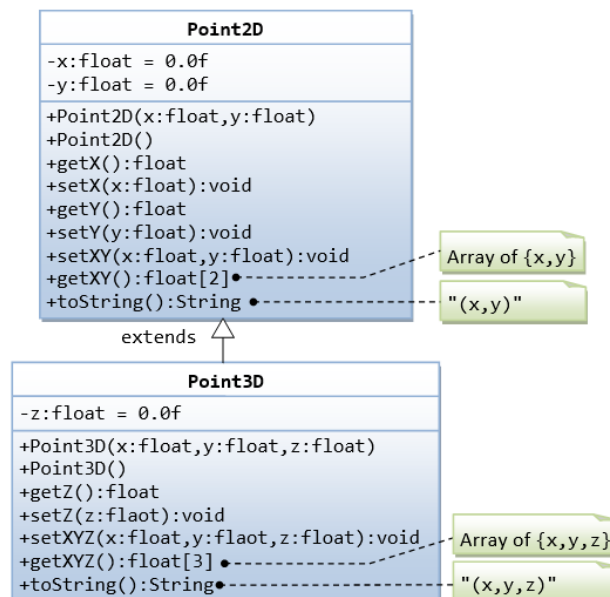 Point2D
-x:float = 0.0f
-y:float = 0.0f
+Point2D(x:float,y:float)
+Point2D()
+getX():float
+setX(x:float):void
+getY():float
+setY(y:float):void
+setXY(x:float,y:float):void
+getXY():float[2]
Array of {x,y}
+toString():String
"(x,y)"
extends
Point3D
-z:float = 0.0f
+Point3D(x:float,y:float,z:float)
+Point3D()
+getZ():float
+setZ(z:flaot):void
+setXYZ(x:float,y:flaot,z:float):void
+getXYZ():float[3]
Array of {x,y,z}
+toString():String
"(x,y,z)"